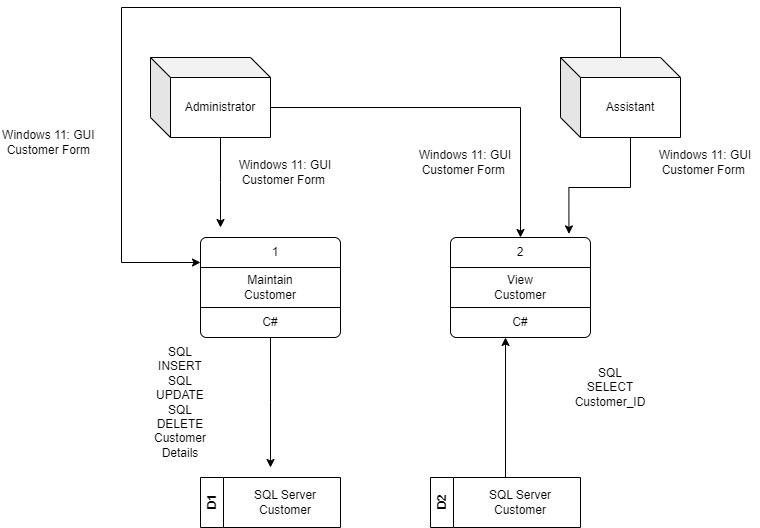 Administrator
Assistant
Windows 11: GUI
Customer Form
Windows 11: GUI
Customer Form
Windows 11: GUI
Customer Form
Windows 11: GUI
Customer Form
1
Maintain
Customer
C#
2
View
Customer
C#
SQL
INSERT
SQL
UPDATE
SQL
DELETE
Customer
Details
SQL
SELECT
Customer_ID
D1
SQL Server
Customer
D2
SQL Server
Customer